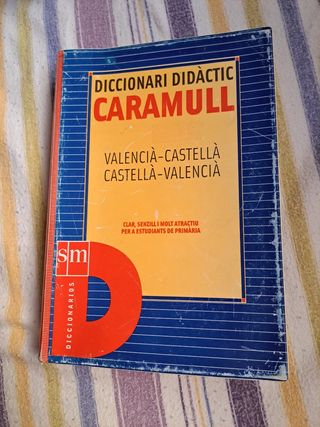 DICCIONARI DIDÀCTIC
CARAMULL
VALENCIÀ-CASTELLÀ
CASTELLÀ-VALENCIÀ
CLAR, SENZILL I MOLT ATRACTIU
PER A ESTUDIANTS DE PRIMÀRIA
sm
DICCIONARIOS
D